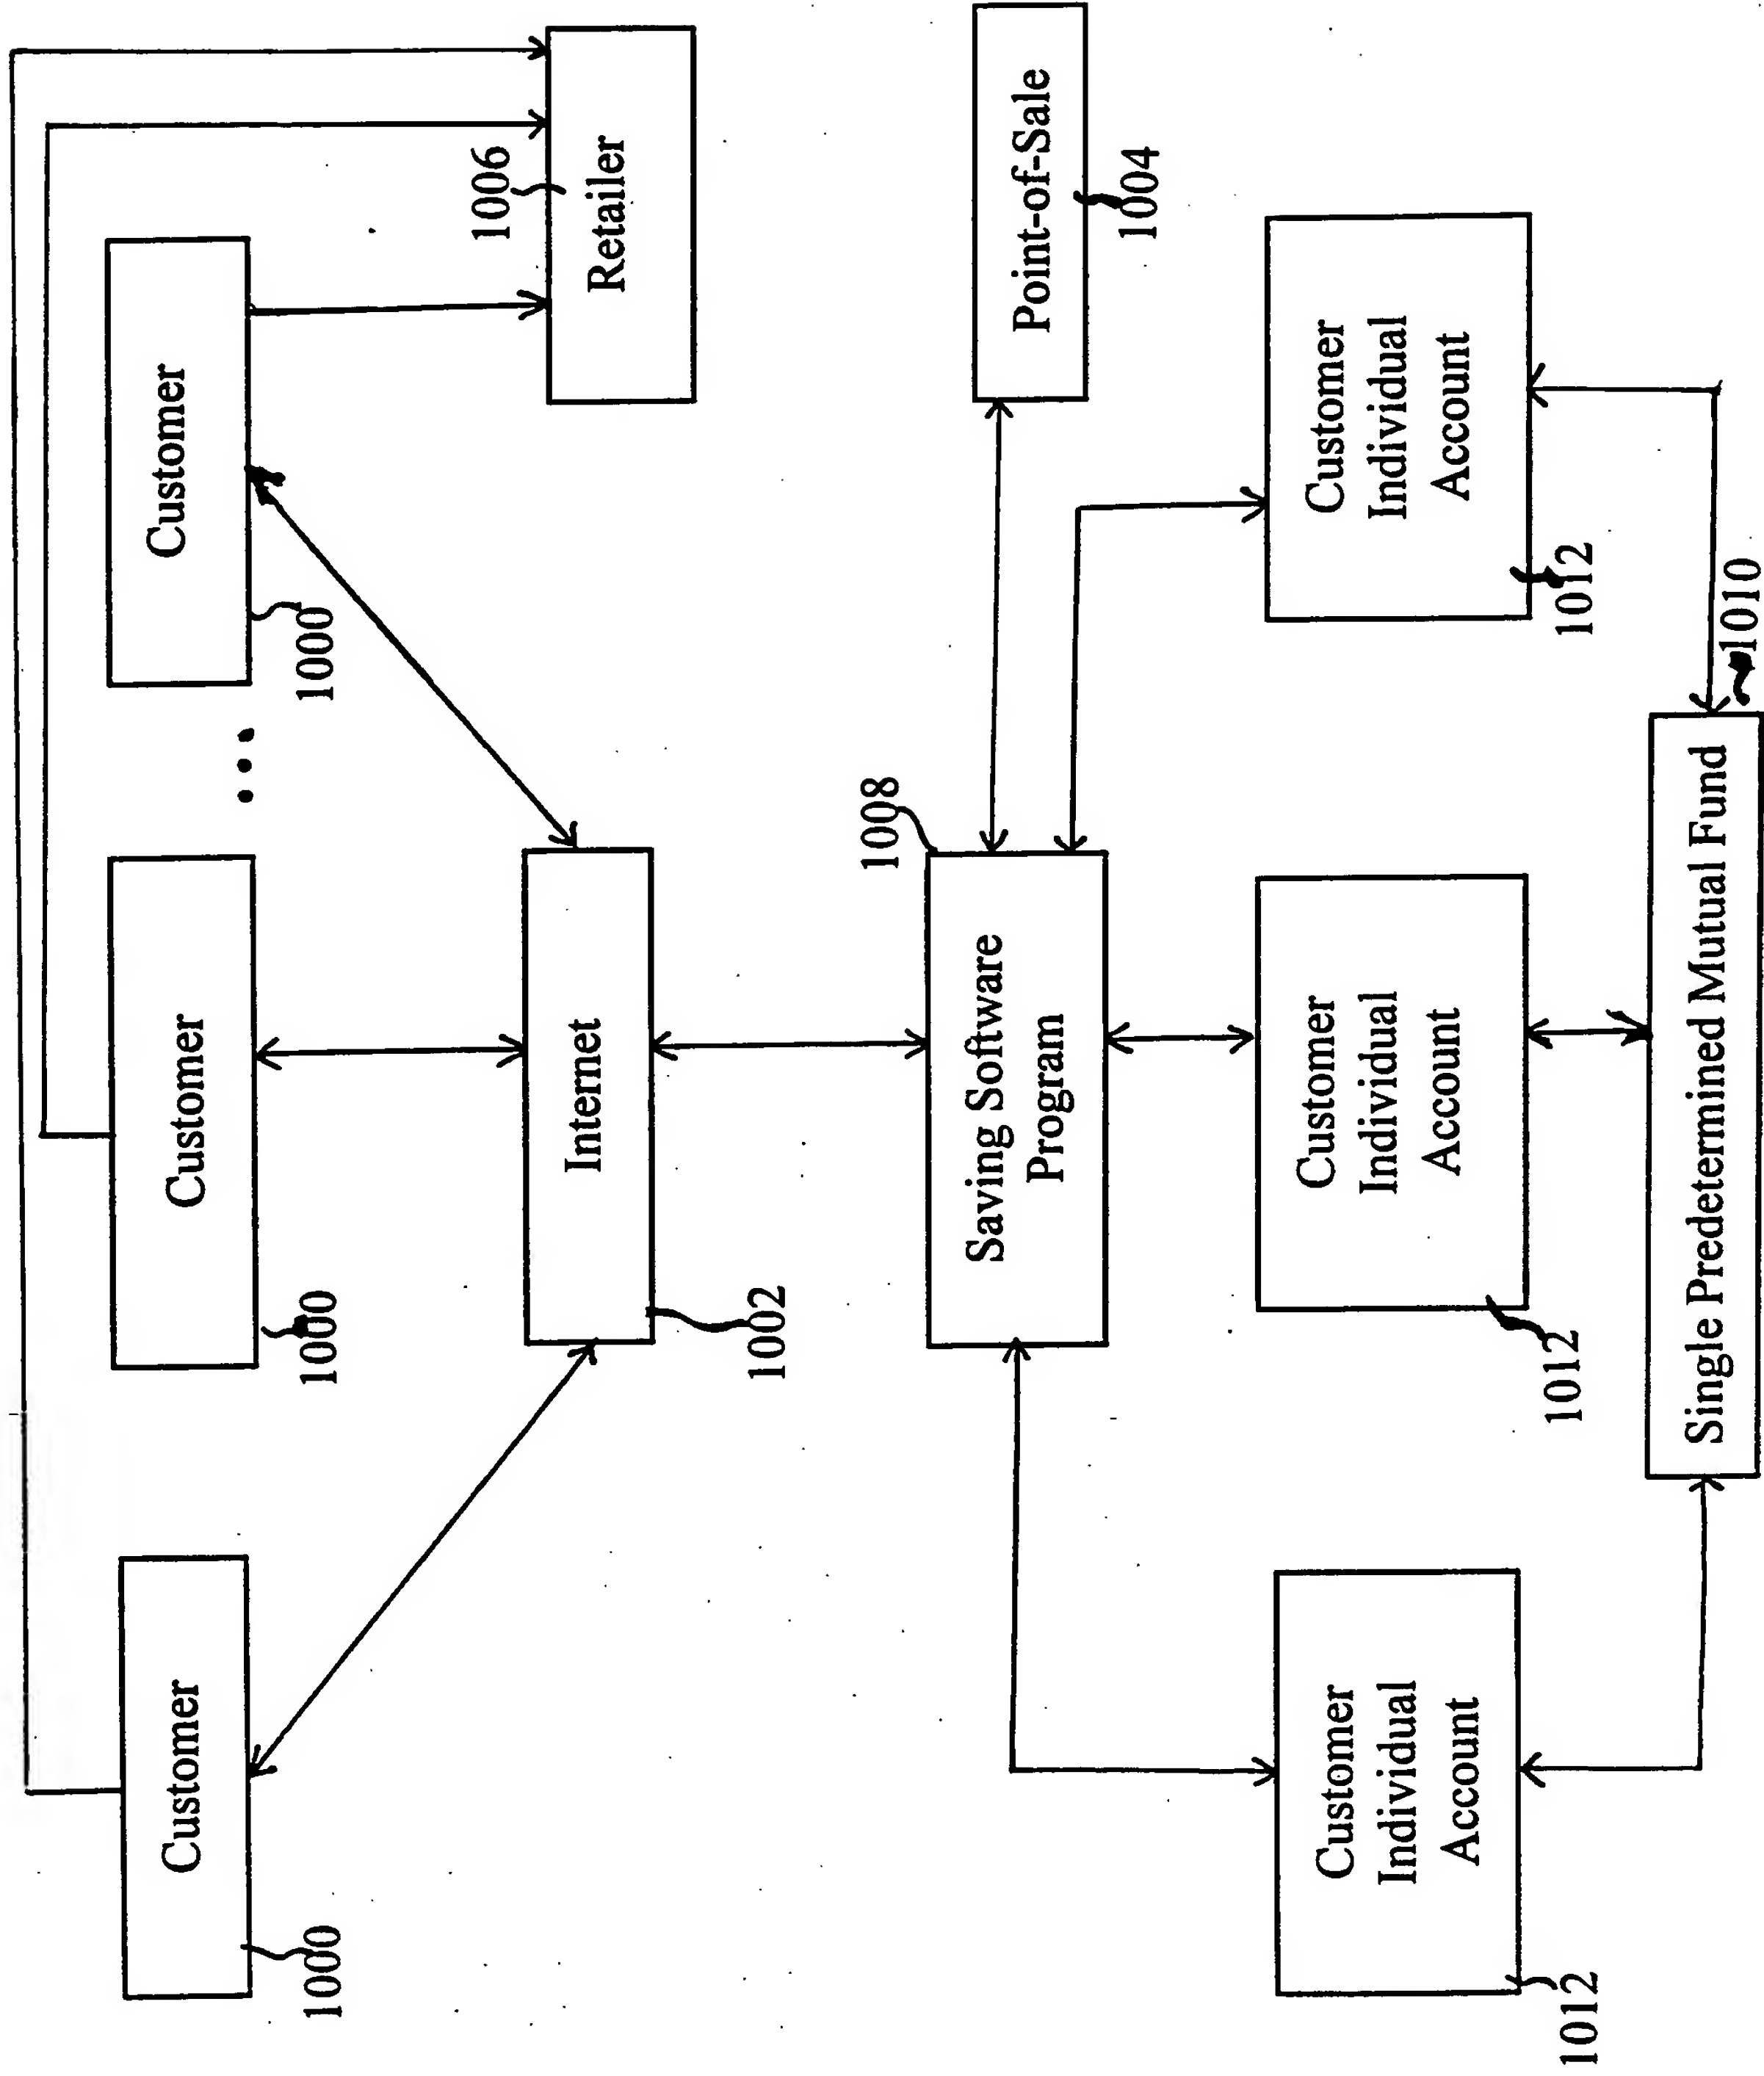 Customer
1000
Customer
1000
...
Customer
1000
1006
Retailer
Internet
1002
1008
Saving Software
Program
Point-of-Sale
1004
Customer
Individual
Account
1012
Customer
Individual
Account
1012
Customer
Individual
Account
1012
Single Predetermined Mutual Fund
1010